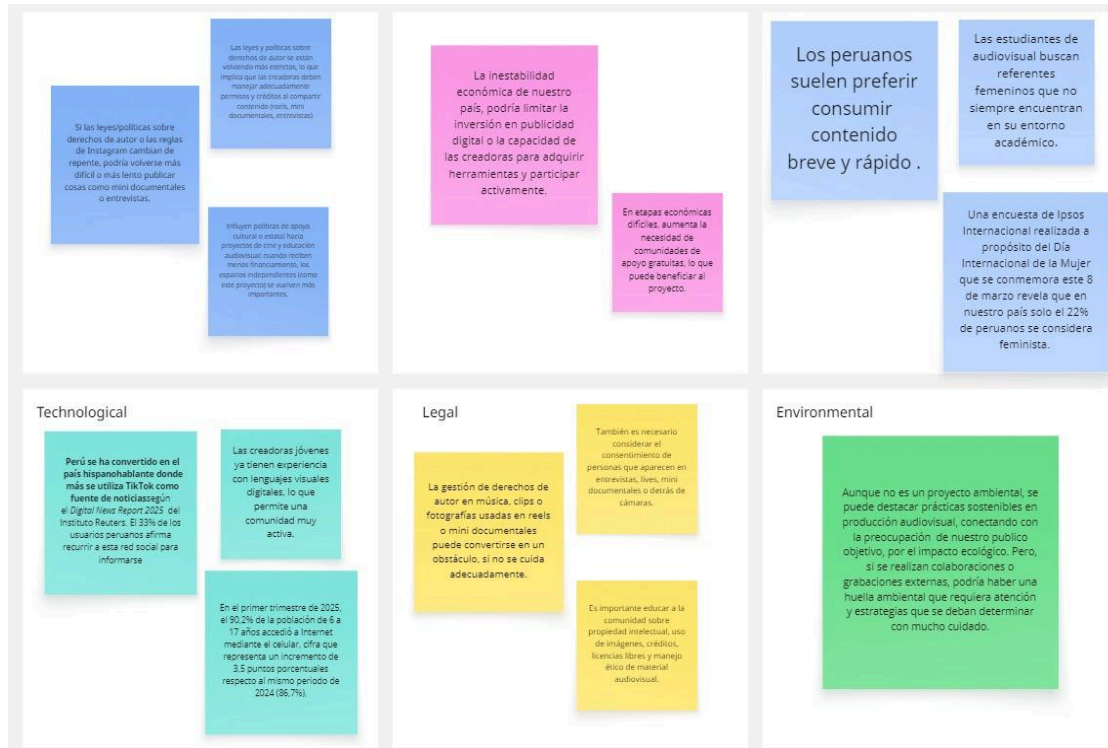 Las leyes y políticas sobre
derechos de autor se están
volviendo más estrictas, lo que
implica que las creadoras deben
manejar adecuadamente
permisos y créditos al compartir
contenido (reels, mini
documentales, entrevistas)
Si las leyes/políticas sobre
derechos de autor o las reglas
de Instagram cambian de
repente, podría volverse más
difícil o más lento publicar
cosas como mini documentales
o entrevistas.
Influyen políticas de apoyo
cultural o estatal hacia
proyectos de cine y educación
audiovisual: cuando reciben
menos financiamiento, los
espacios independientes (como
este proyecto) se vuelven más
importantes.
La inestabilidad
económica de nuestro
país, podría limitar la
inversión en publicidad
digital o la capacidad de
las creadoras para adquirir
herramientas y participar
activamente.
En etapas económicas
difíciles, aumenta la
necesidad de
comunidades de
apoyo gratuitas, lo que
puede beneficiar al
proyecto.
Los peruanos
suelen preferir
consumir
contenido
breve y rápido .
Las estudiantes de
audiovisual buscan
referentes
femeninos que no
siempre encuentran
en su entorno
académico.
Una encuesta de Ipsos
Internacional realizada a
propósito del Día
Internacional de la Mujer
que se conmemora este 8
de marzo revela que en
nuestro país solo el 22%
de peruanos se considera
feminista.
Technological
Perú se ha convertido en el
país hispanohablante donde
más se utiliza TikTok como
fuente de noticiassegún
el Digital News Report 2025 del
Instituto Reuters. El 33% de los
usuarios peruanos afirma
recurrir a esta red social para
informarse
Las creadoras jóvenes
ya tienen experiencia
con lenguajes visuales
digitales, lo que
permite una
comunidad muy
activa.
En el primer trimestre de 2025,
el 90,2% de la población de 6 a
17 años accedió a Internet
mediante el celular, cifra que
representa un incremento de
3,5 puntos porcentuales
respecto al mismo periodo de
2024 (86,7%).
Legal
También es necesario
considerar el
consentimiento de
personas que aparecen en
entrevistas, lives, mini
documentales o detrás de
cámaras.
La gestión de derechos de
autor en música, clips o
fotografías usadas en reels
o mini documentales
puede convertirse en un
obstáculo, si no se cuida
adecuadamente.
Es importante educar a la
comunidad sobre
propiedad intelectual, uso
de imágenes, créditos,
licencias libres y manejo
ético de material
audiovisual.
Environmental
Aunque no es un proyecto ambiental, se
puede destacar prácticas sostenibles en
producción audiovisual, conectando con
la preocupación de nuestro publico
objetivo, por el impacto ecológico. Pero,
si se realizan colaboraciones o
grabaciones externas, podría haber una
huella ambiental que requiera atención
y estrategias que se deban determinar
con mucho cuidado.